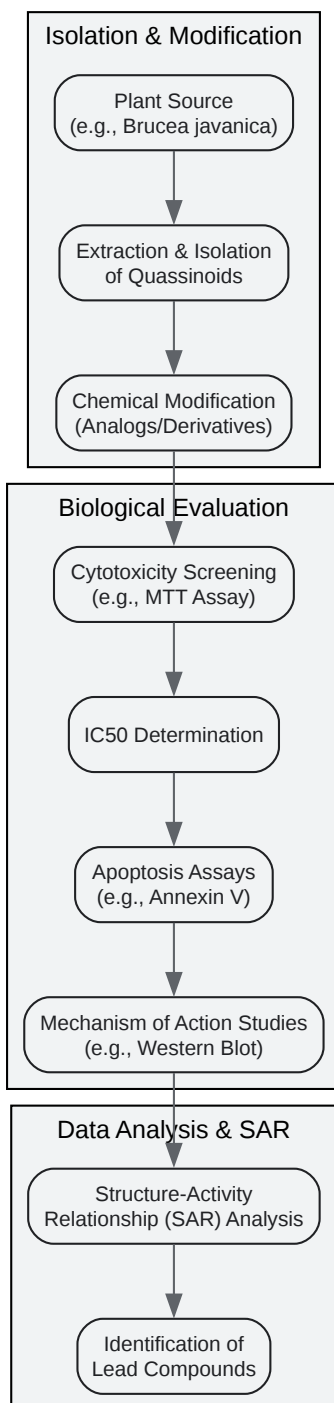 Isolation & Modification
Plant Source
(e.g., Brucea javanica)
Extraction & Isolation
of Quassinoids
Chemical Modification
(Analogs/Derivatives)
Biological Evaluation
Cytotoxicity Screening
(e.g., MTT Assay)
IC50 Determination
Apoptosis Assays
(e.g., Annexin V)
Mechanism of Action Studies
(e.g., Western Blot)
Data Analysis & SAR
Structure-Activity
Relationship (SAR) Analysis
Identification of
Lead Compounds